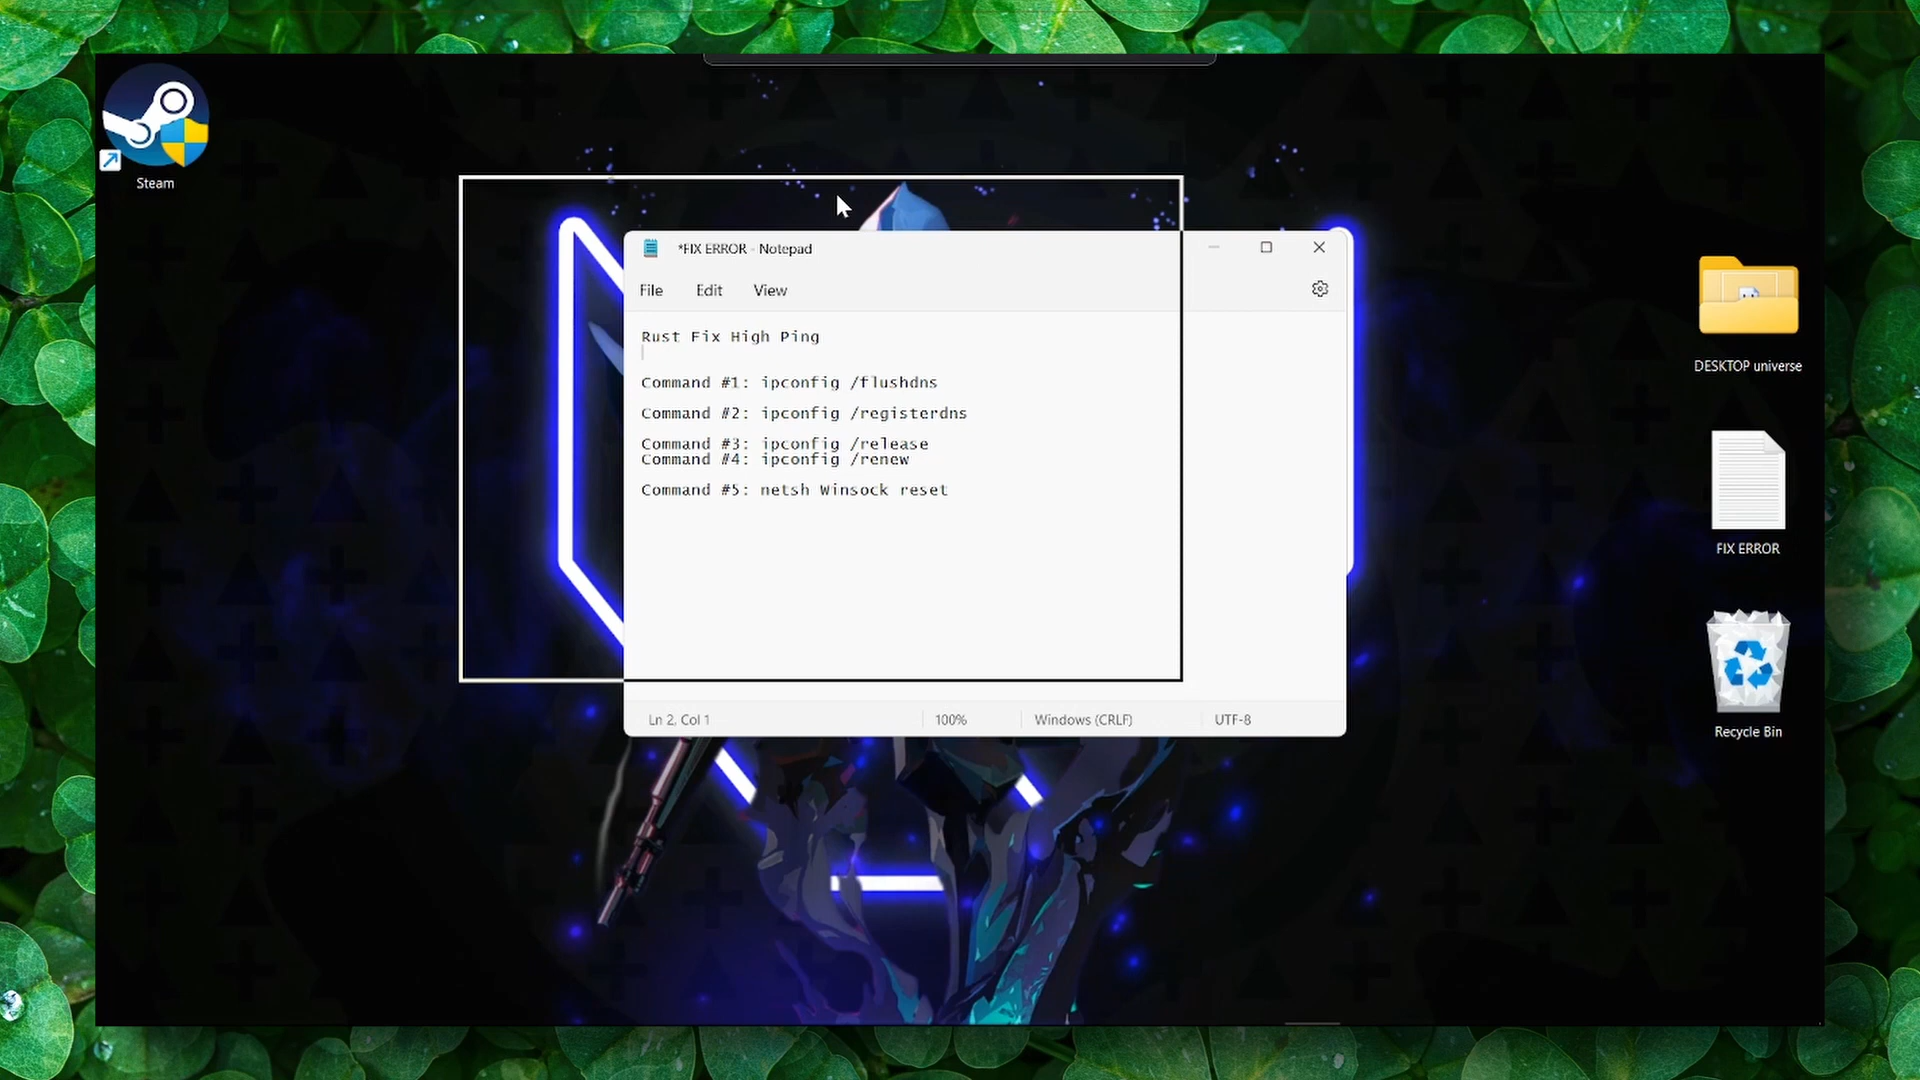 Steam
*FIX ERROR - Notepad
File Edit View
Rust Fix High Ping
Command #1: ipconfig /flushdns
Command #2: ipconfig /registerdns
Command #3: ipconfig /release
Command #4: ipconfig /renew
Command #5: netsh Winsock reset
Ln 2, Col 1
100%
Windows (CRLF)
UTF-8
DESKTOP universe
FIX ERROR
Recycle Bin